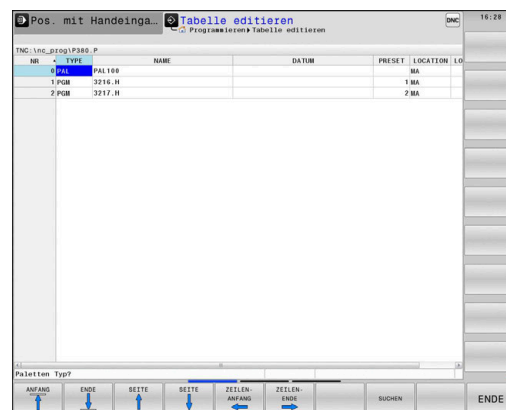 Pos. mit Handeinga… Tabelle editieren DNC 16:28
Programmieren Tabelle editieren
TNC:\nc_prog\P380.P
NR TYPE NAME DATUM PRESET LOCATION LO
0 PAL PAL100 MA
1 PGM 3216.H 1 MA
2 PGM 3217.H 2 MA
Paletten Typ?
ANFANG ENDE SEITE SEITE ZEILEN-ANFANG ZEILEN-ENDE SUCHEN ENDE